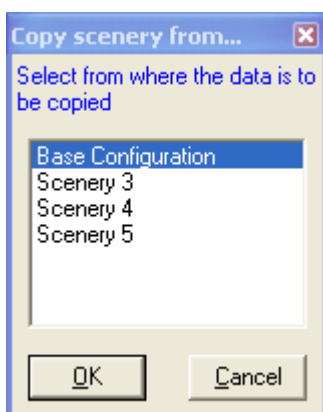 Copy scenery from...
Select from where the data is to
be copied
Base Configuration
Scenery 3
Scenery 4
Scenery 5
OK
Cancel